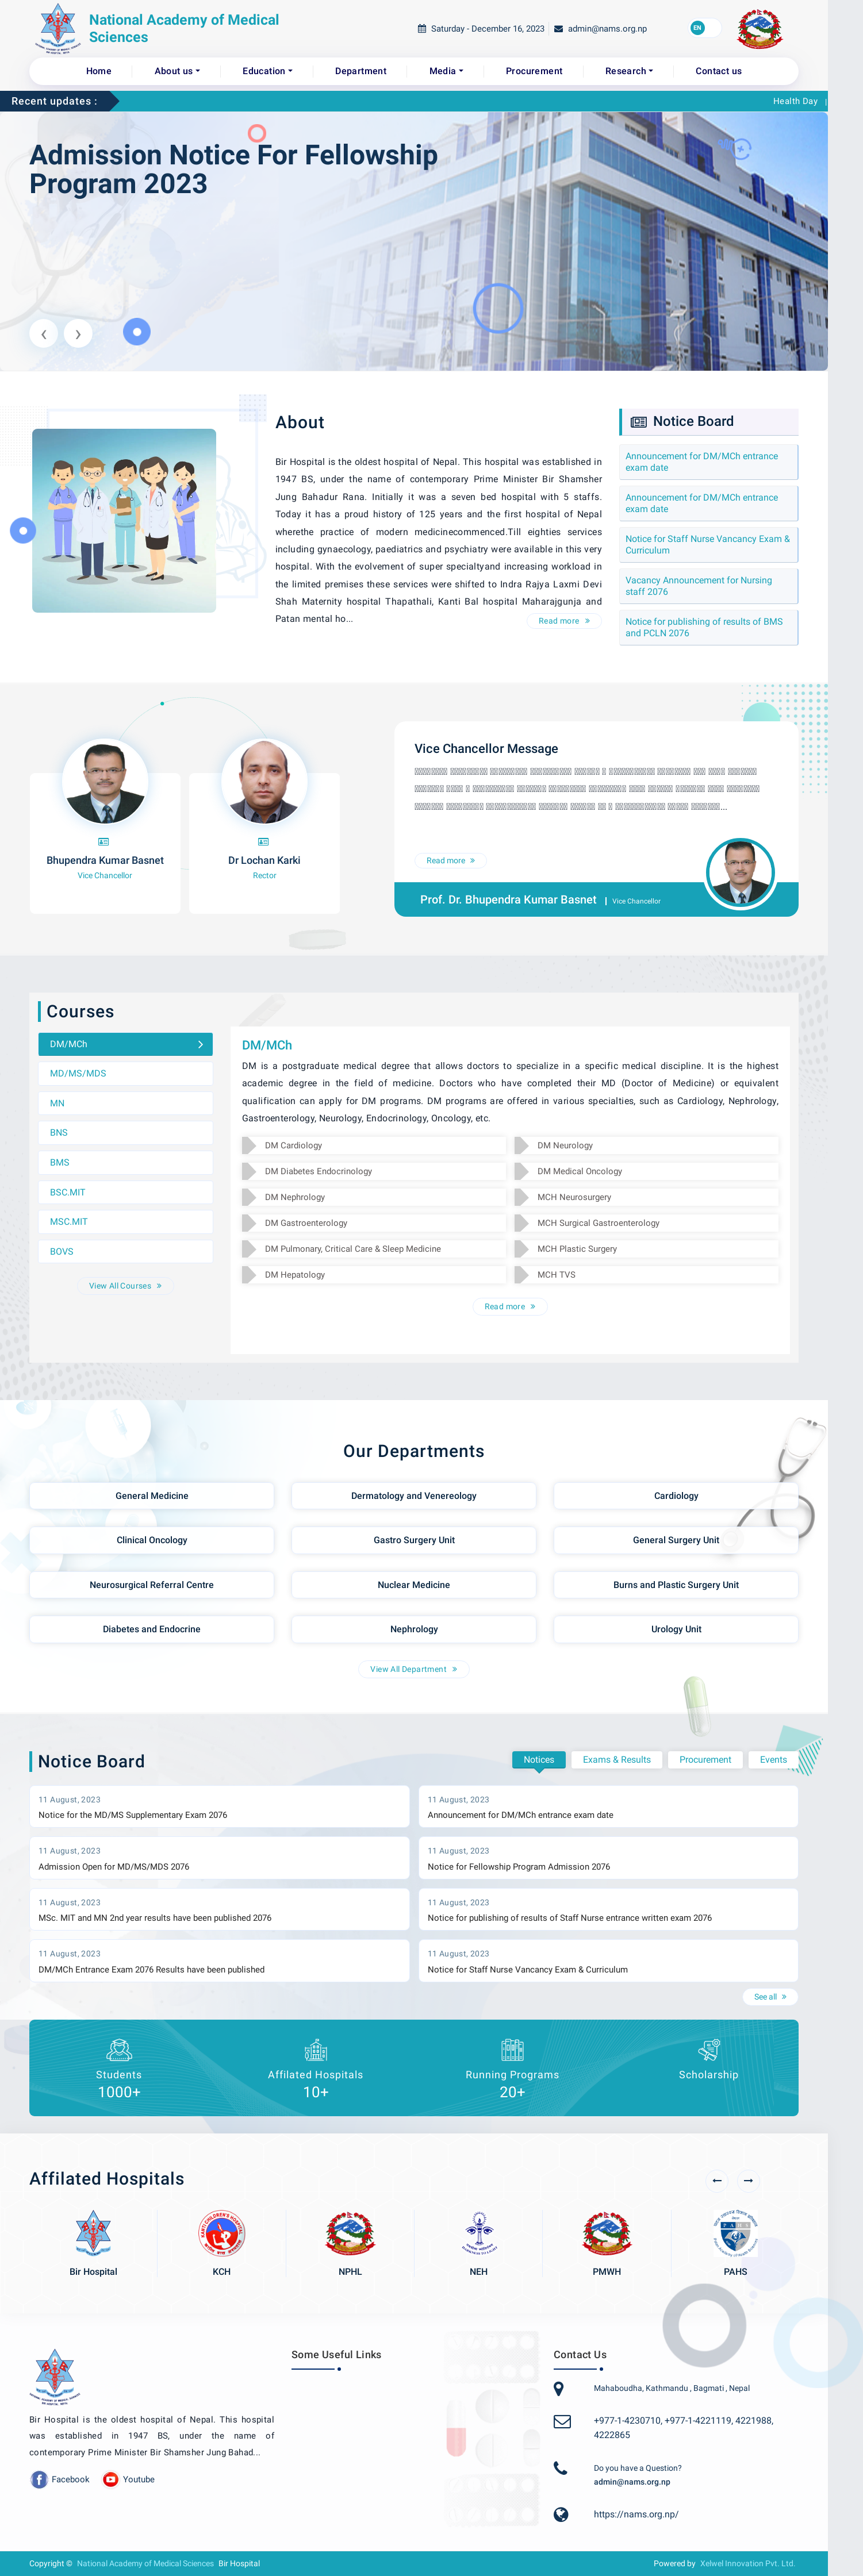 National Academy of Medical
Sciences
Saturday - December 16, 2023
admin@nams.org.np
EN
Home
About us
Education
Department
Media
Procurement
Research
Contact us
Recent updates :
Health Day |
Admission Notice For Fellowship
Program 2023
About
Bir Hospital is the oldest hospital of Nepal. This hospital was established in
1947 BS, under the name of contemporary Prime Minister Bir Shamsher
Jung Bahadur Rana. Initially it was a seven bed hospital with 5 staffs.
Today it has a proud history of 125 years and the first hospital of Nepal
wherethe practice of modern medicinecommenced.Till eighties services
including gynaecology, paediatrics and psychiatry were available in this very
hospital. With the evolvement of super specialtyand increasing workload in
the limited premises these services were shifted to Indra Rajya Laxmi Devi
Shah Maternity hospital Thapathali, Kanti Bal hospital Maharajgunja and
Patan mental ho...
Read more »
Notice Board
Announcement for DM/MCh entrance
exam date
Announcement for DM/MCh entrance
exam date
Notice for Staff Nurse Vancancy Exam &
Curriculum
Vacancy Announcement for Nursing
staff 2076
Notice for publishing of results of BMS
and PCLN 2076
Bhupendra Kumar Basnet
Vice Chancellor
Dr Lochan Karki
Rector
Vice Chancellor Message
Read more »
Prof. Dr. Bhupendra Kumar Basnet | Vice Chancellor
Courses
DM/MCh
MD/MS/MDS
MN
BNS
BMS
BSC.MIT
MSC.MIT
BOVS
View All Courses »
DM/MCh
DM is a postgraduate medical degree that allows doctors to specialize in a specific medical discipline. It is the highest
academic degree in the field of medicine. Doctors who have completed their MD (Doctor of Medicine) or equivalent
qualification can apply for DM programs. DM programs are offered in various specialties, such as Cardiology, Nephrology,
Gastroenterology, Neurology, Endocrinology, Oncology, etc.
DM Cardiology
DM Neurology
DM Diabetes Endocrinology
DM Medical Oncology
DM Nephrology
MCH Neurosurgery
DM Gastroenterology
MCH Surgical Gastroenterology
DM Pulmonary, Critical Care & Sleep Medicine
MCH Plastic Surgery
DM Hepatology
MCH TVS
Read more »
Our Departments
General Medicine
Dermatology and Venereology
Cardiology
Clinical Oncology
Gastro Surgery Unit
General Surgery Unit
Neurosurgical Referral Centre
Nuclear Medicine
Burns and Plastic Surgery Unit
Diabetes and Endocrine
Nephrology
Urology Unit
View All Department »
Notice Board
Notices
Exams & Results
Procurement
Events
11 August, 2023
Notice for the MD/MS Supplementary Exam 2076
11 August, 2023
Announcement for DM/MCh entrance exam date
11 August, 2023
Admission Open for MD/MS/MDS 2076
11 August, 2023
Notice for Fellowship Program Admission 2076
11 August, 2023
MSc. MIT and MN 2nd year results have been published 2076
11 August, 2023
Notice for publishing of results of Staff Nurse entrance written exam 2076
11 August, 2023
DM/MCh Entrance Exam 2076 Results have been published
11 August, 2023
Notice for Staff Nurse Vancancy Exam & Curriculum
See all »
Students
1000+
Affilated Hospitals
10+
Running Programs
20+
Scholarship
Affilated Hospitals
Bir Hospital
KCH
NPHL
NEH
PMWH
PAHS
Bir Hospital is the oldest hospital of Nepal. This hospital
was established in 1947 BS, under the name of
contemporary Prime Minister Bir Shamsher Jung Bahad...
Facebook
Youtube
Some Useful Links
Contact Us
Mahaboudha, Kathmandu , Bagmati , Nepal
+977-1-4230710, +977-1-4221119, 4221988,
4222865
Do you have a Question?
admin@nams.org.np
https://nams.org.np/
Copyright © National Academy of Medical Sciences Bir Hospital
Powered by Xelwel Innovation Pvt. Ltd.